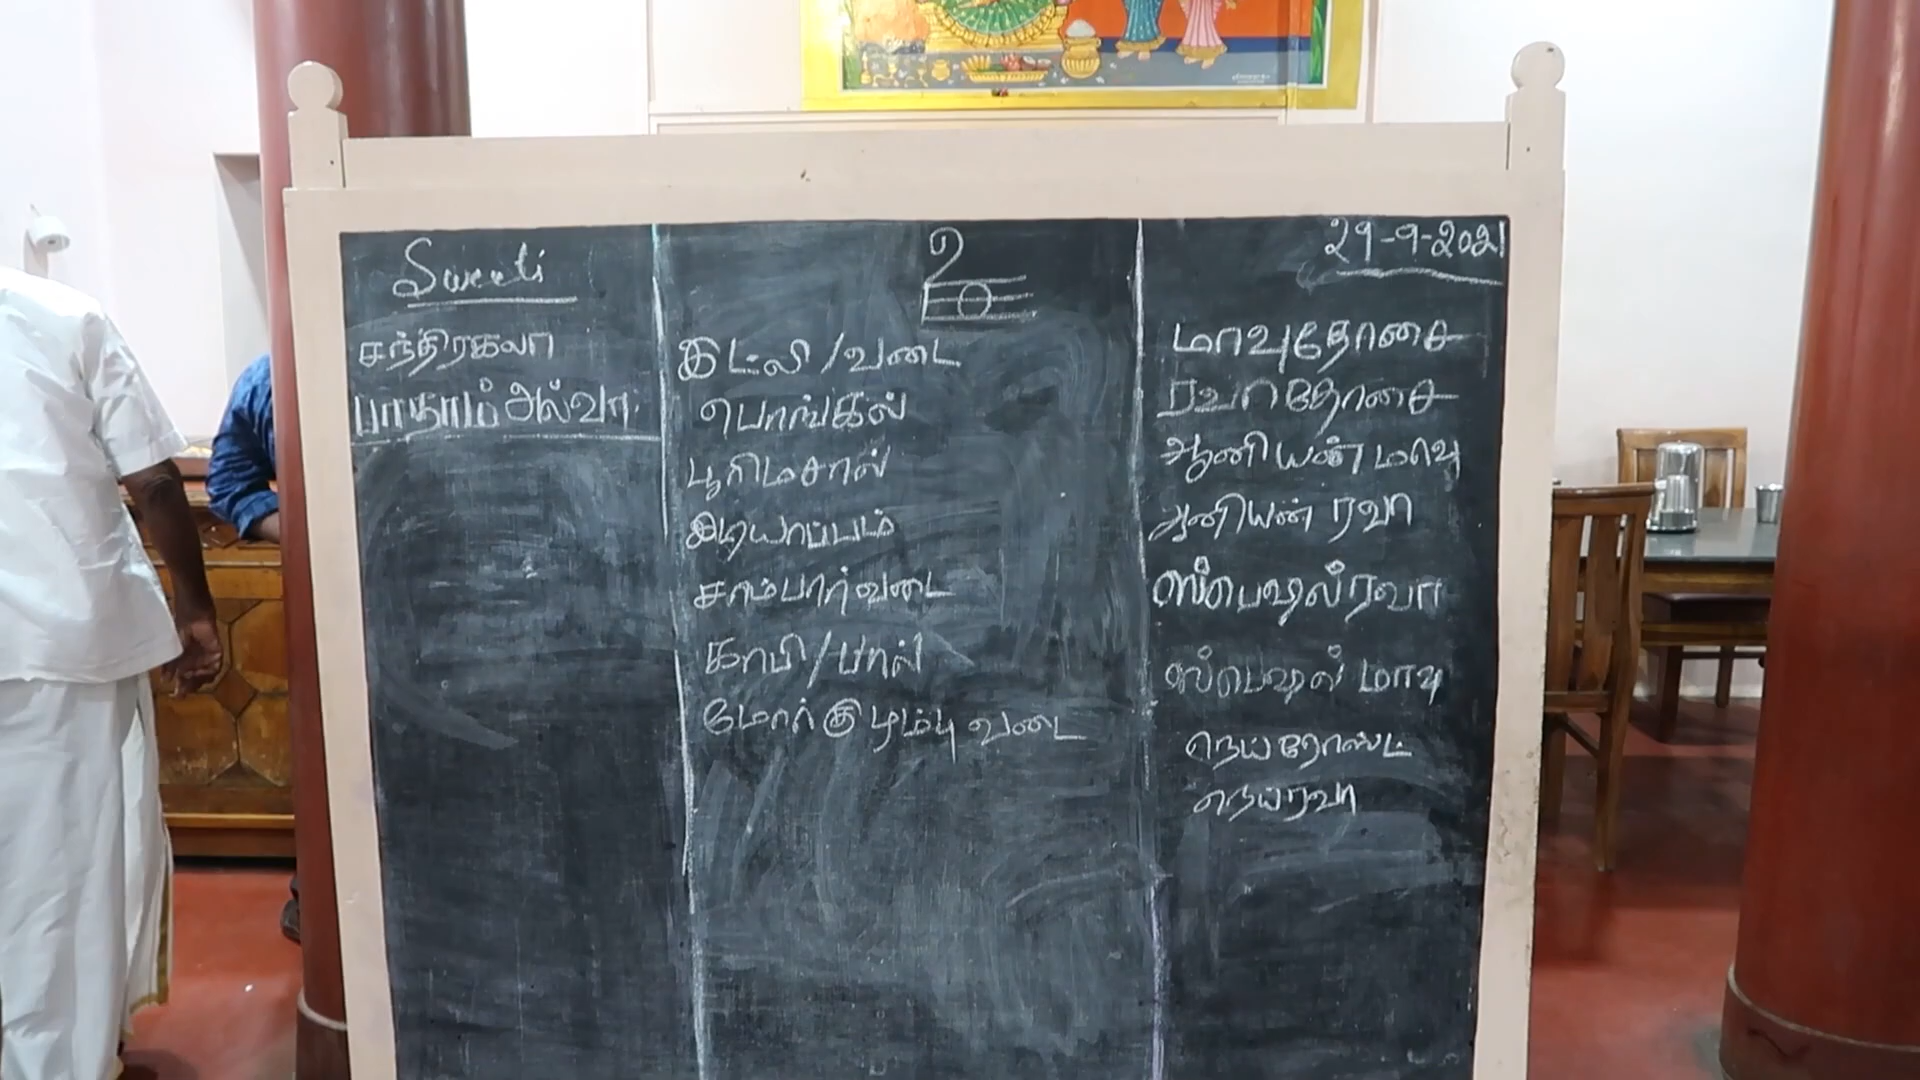 Sweets
சந்திரகலா
பாதாம் அல்வா
உ
இட்லி/வடை
பொங்கல்
பூரிமசால்
இடியாப்பம்
சாம்பார்வடை
காபி/பால்
மோர்குழம்பு வடை
29-9-2021
மாவுதோசை
ரவாதோசை
ஆனியன் மாவு
ஆனியன் ரவா
ஸ்பெஷல்ரவா
ஸ்பெஷல் மாவு
நெய்ரோஸ்ட்
நெய்ரவா